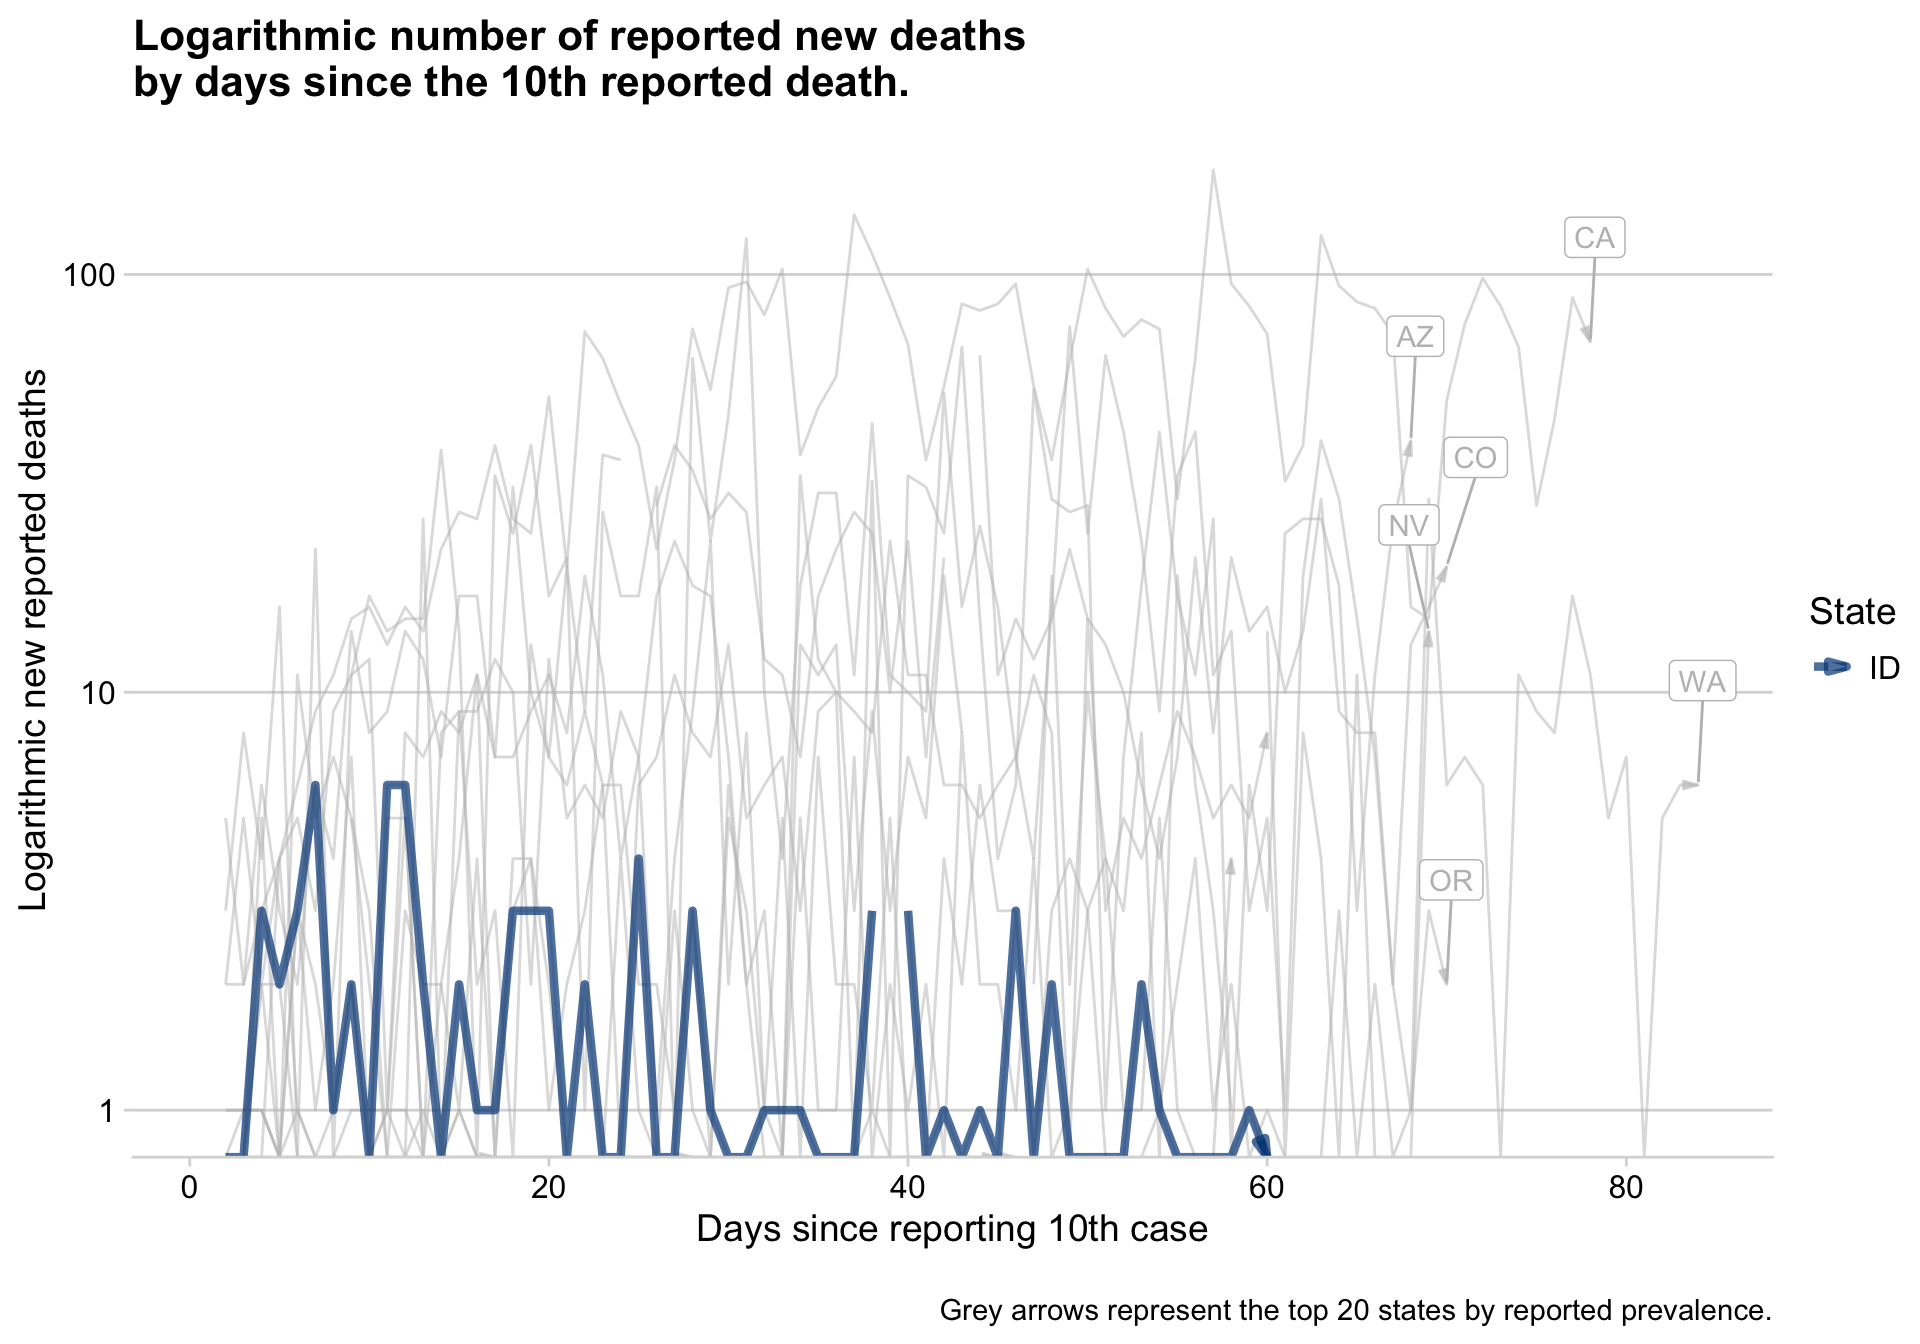 Logarithmic number of reported new deaths
by days since the 10th reported death.
Logarithmic new reported deaths
100
10
1
CA
AZ
CO
NV
WA
OR
State
ID
0 20 40 60 80
Days since reporting 10th case
Grey arrows represent the top 20 states by reported prevalence.